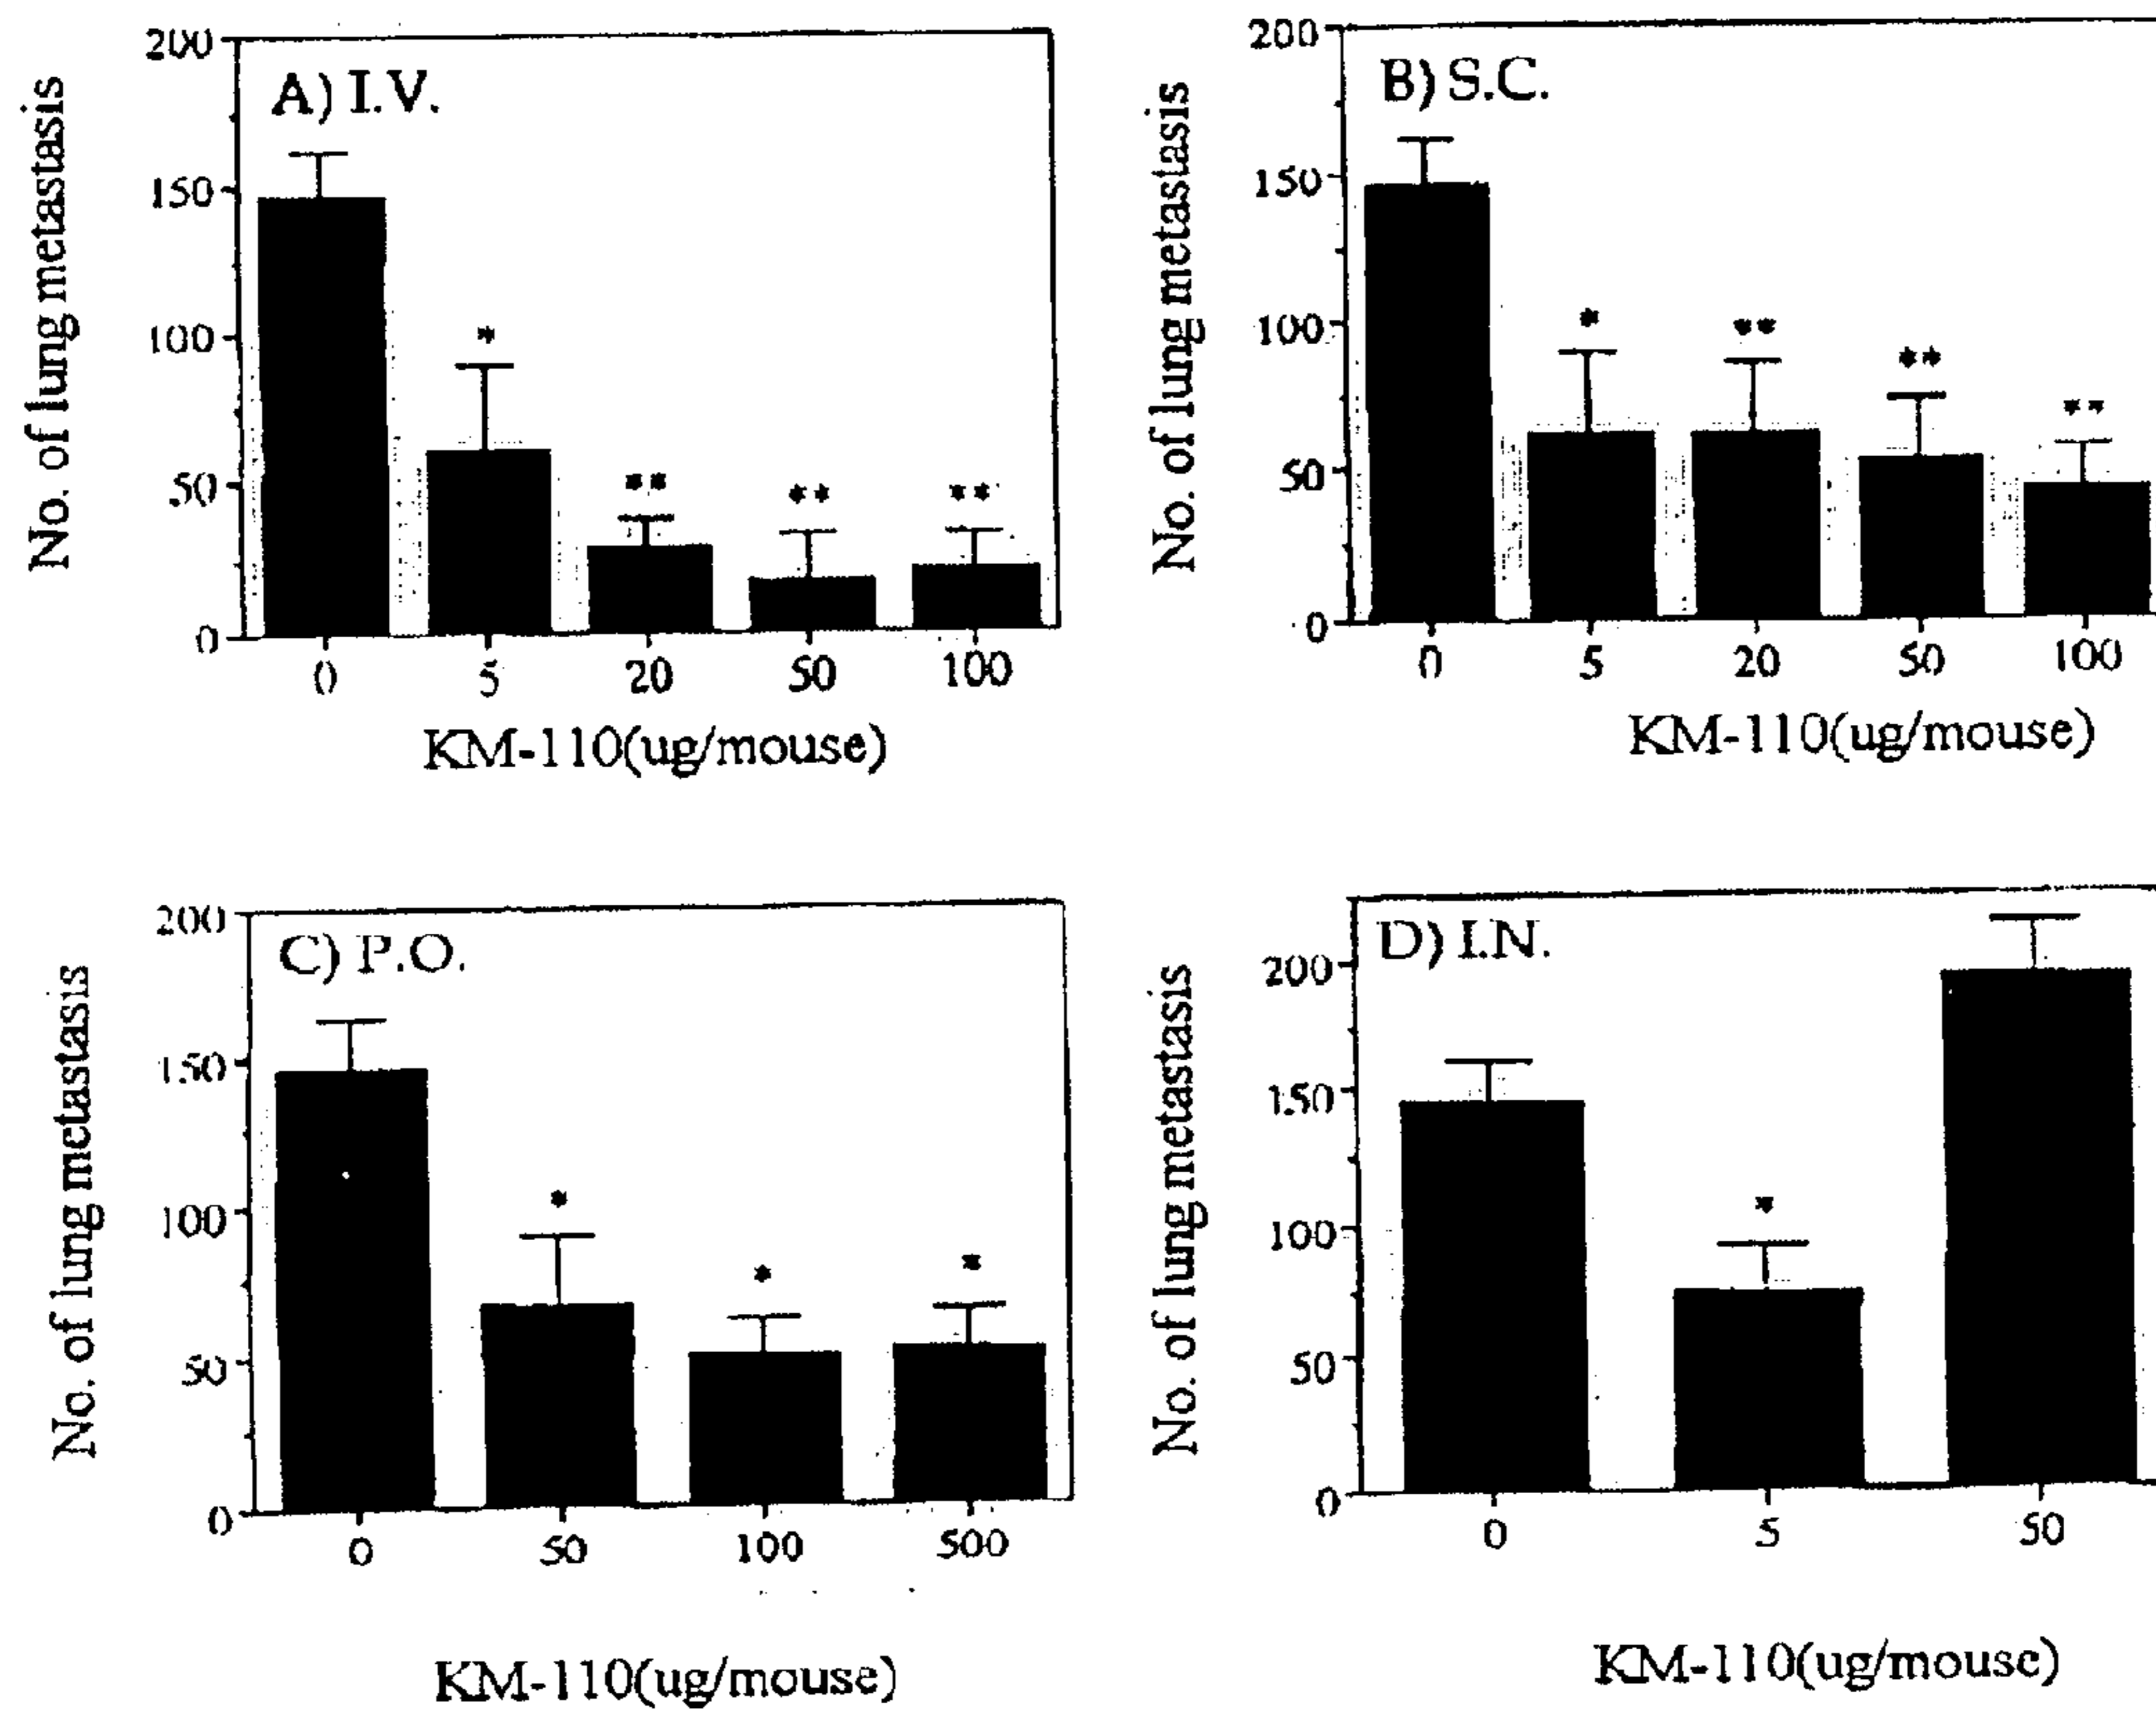 A) I.V.
No. of lung metastasis
200
150
100
50
0
*
**
**
**
0 5 20 50 100
KM-110(ug/mouse)
B) S.C.
No. of lung metastasis
200
150
100
50
0
*
**
**
**
0 5 20 50 100
KM-110(ug/mouse)
C) P.O.
No. of lung metastasis
200
150
100
50
0
*
*
*
0 50 100 500
KM-110(ug/mouse)
D) I.N.
No. of lung metastasis
200
150
100
50
0
*
0 5 50
KM-110(ug/mouse)